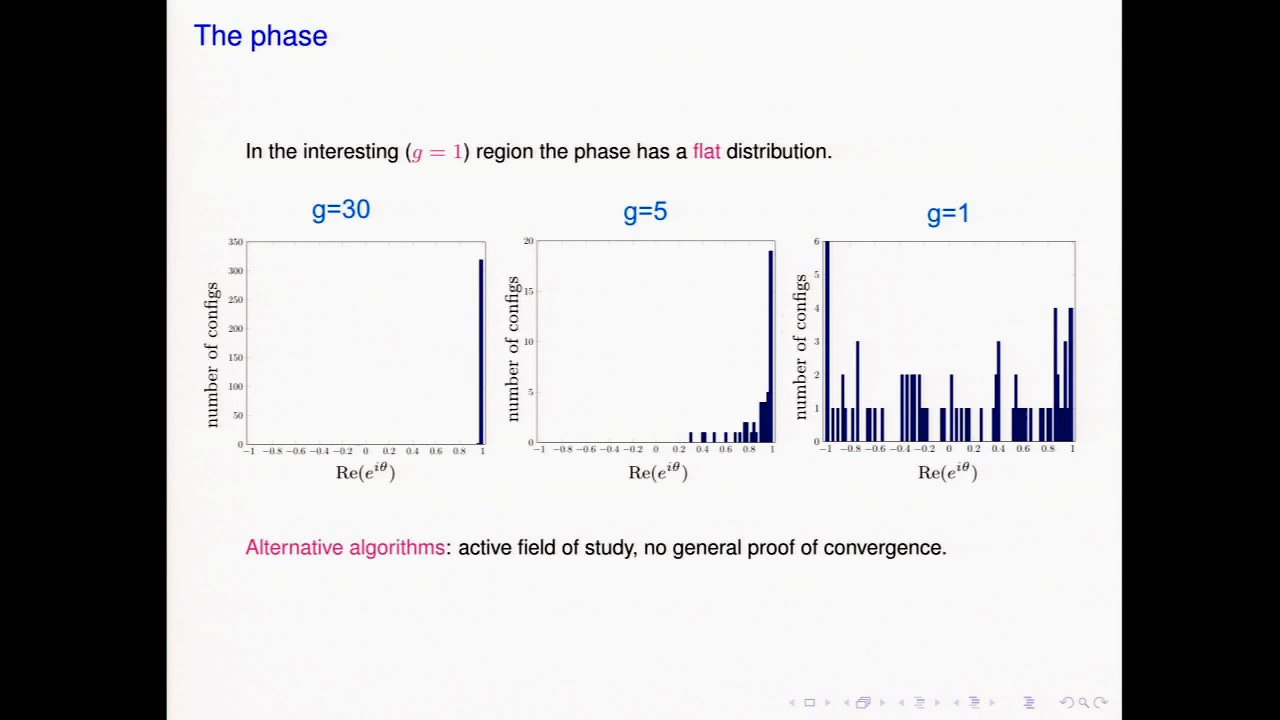 The phase
In the interesting (g = 1) region the phase has a flat distribution.
g=30
g=5
g=1
number of configs
350
300
250
200
150
100
50
0
−1 −0.8 −0.6 −0.4 −0.2 0 0.2 0.4 0.6 0.8 1
Re(e^{iθ})
number of configs
20
15
10
5
0
−1 −0.8 −0.6 −0.4 −0.2 0 0.2 0.4 0.6 0.8 1
Re(e^{iθ})
number of configs
6
5
4
3
2
1
0
−1 −0.8 −0.6 −0.4 −0.2 0 0.2 0.4 0.6 0.8 1
Re(e^{iθ})
Alternative algorithms: active field of study, no general proof of convergence.